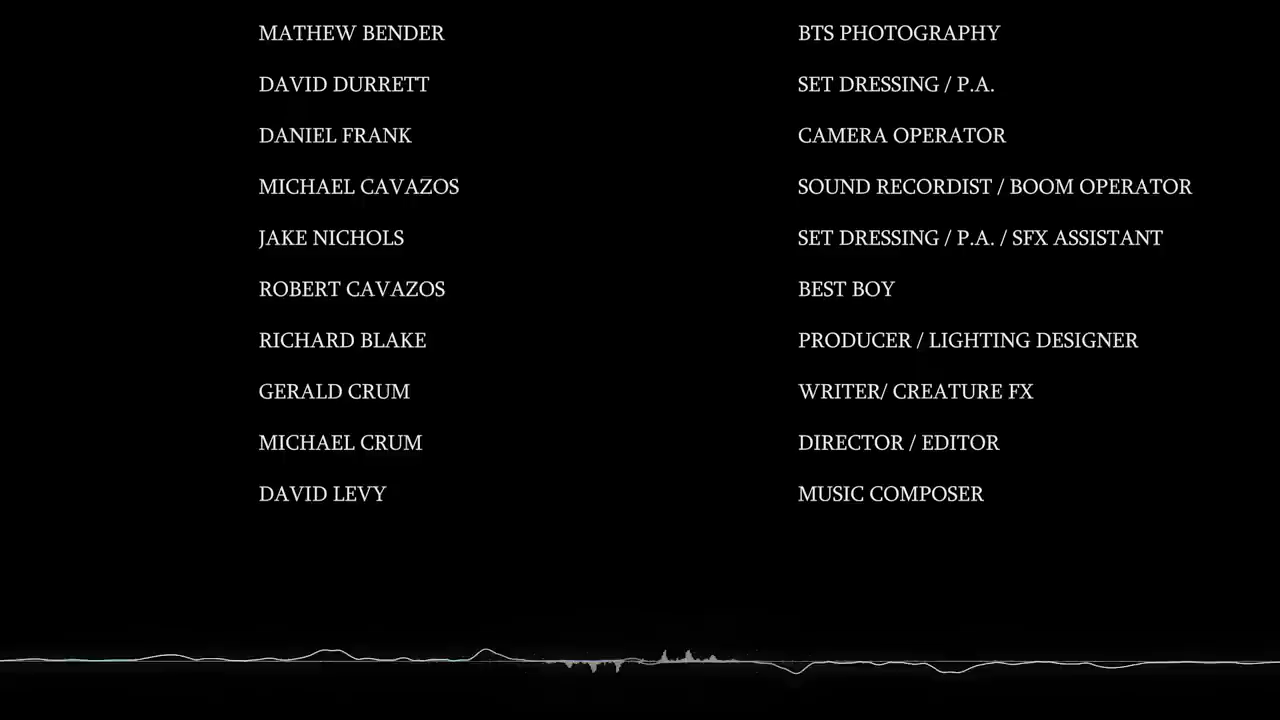 MATHEW BENDER BTS PHOTOGRAPHY
DAVID DURRETT SET DRESSING / P.A.
DANIEL FRANK CAMERA OPERATOR
MICHAEL CAVAZOS SOUND RECORDIST / BOOM OPERATOR
JAKE NICHOLS SET DRESSING / P.A. / SFX ASSISTANT
ROBERT CAVAZOS BEST BOY
RICHARD BLAKE PRODUCER / LIGHTING DESIGNER
GERALD CRUM WRITER/ CREATURE FX
MICHAEL CRUM DIRECTOR / EDITOR
DAVID LEVY MUSIC COMPOSER